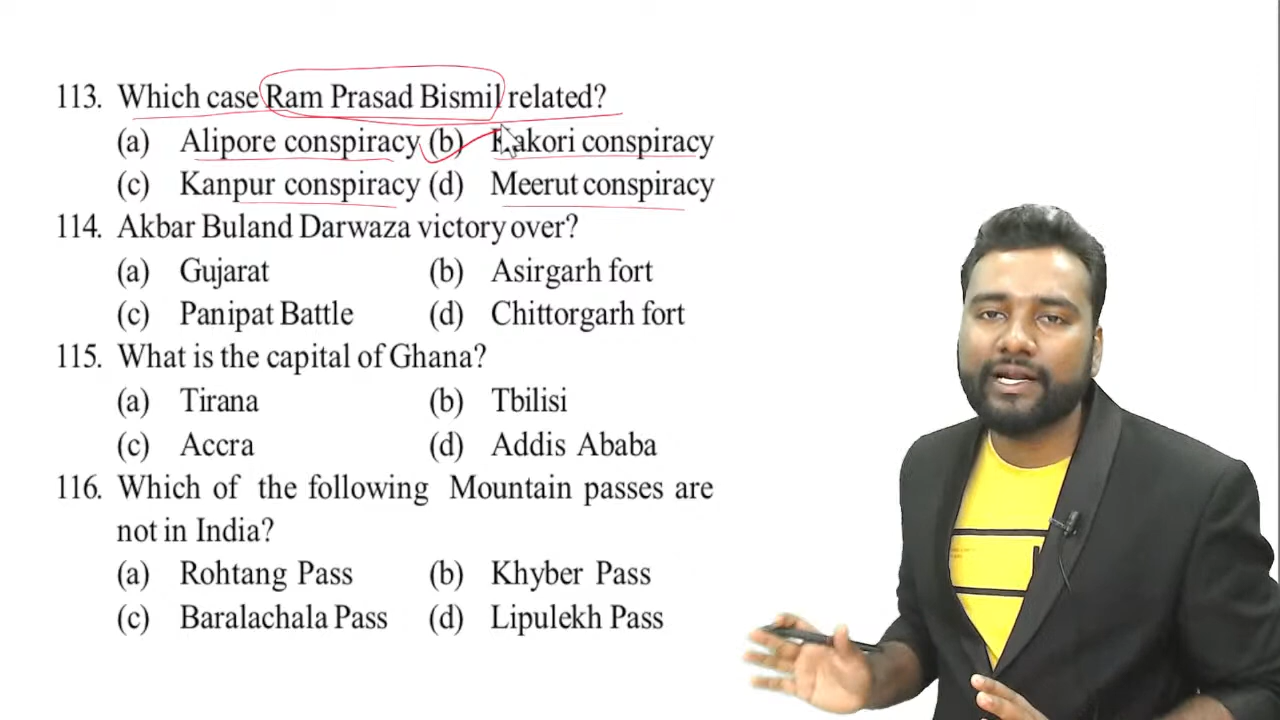 113. Which case Ram Prasad Bismil related?
(a) Alipore conspiracy (b) Kakori conspiracy
(c) Kanpur conspiracy (d) Meerut conspiracy
114. Akbar Buland Darwaza victory over?
(a) Gujarat (b) Asirgarh fort
(c) Panipat Battle (d) Chittorgarh fort
115. What is the capital of Ghana?
(a) Tirana (b) Tbilisi
(c) Accra (d) Addis Ababa
116. Which of the following Mountain passes are
not in India?
(a) Rohtang Pass (b) Khyber Pass
(c) Baralachala Pass (d) Lipulekh Pass